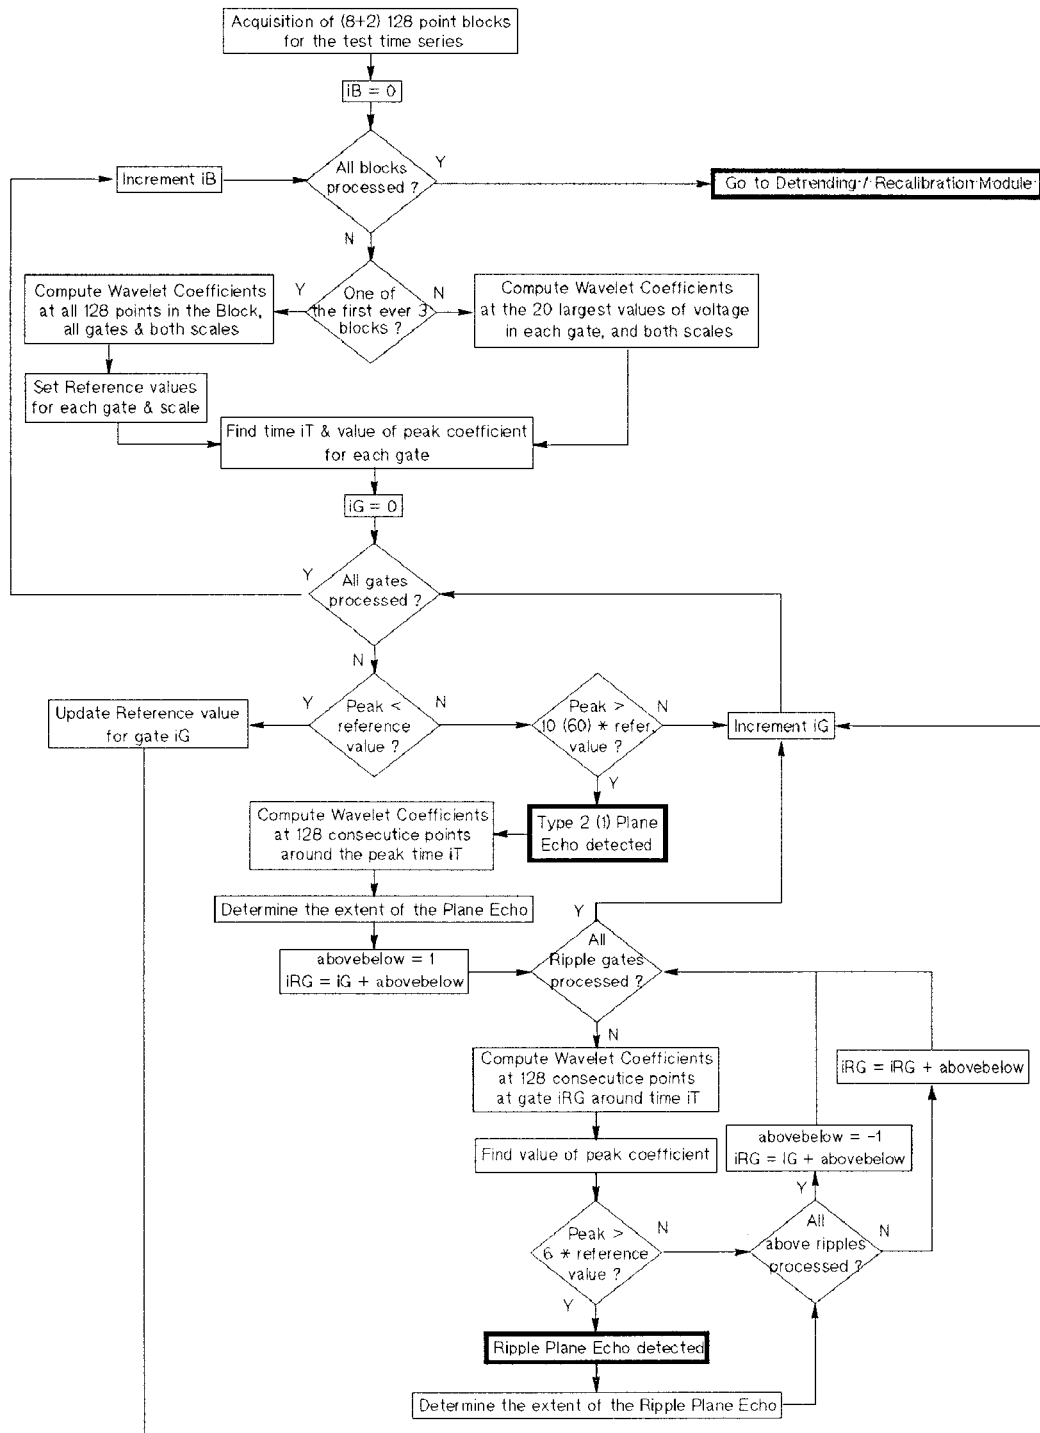 Acquisition of (8+2) 128 point blocks
for the test time series
iB = 0
Increment iB
All blocks
processed ?
Y
Go to Detrending / Recalibration Module
N
Compute Wavelet Coefficients
at all 128 points in the Block,
all gates & both scales
Y
One of
the first ever 3
blocks ?
N
Compute Wavelet Coefficients
at the 20 largest values of voltage
in each gate, and both scales
Set Reference values
for each gate & scale
Find time iT & value of peak coefficient
for each gate
iG = 0
Y
All gates
processed ?
N
Update Reference value
for gate iG
Y
Peak <
reference
value ?
N
Peak >
10 (60) * refer.
value ?
N
Increment iG
Y
Compute Wavelet Coefficients
at 128 consecutice points
around the peak time iT
Type 2 (1) Plane
Echo detected
Determine the extent of the Plane Echo
Y
abovebelow = 1
iRG = iG + abovebelow
All
Ripple gates
processed ?
N
Compute Wavelet Coefficients
at 128 consecutice points
at gate iRG around time iT
iRG = iRG + abovebelow
Find value of peak coefficient
abovebelow = -1
iRG = iG + abovebelow
Y
Peak >
6 * reference
value ?
N
All
above ripples
processed ?
N
Y
Ripple Plane Echo detected
Determine the extent of the Ripple Plane Echo